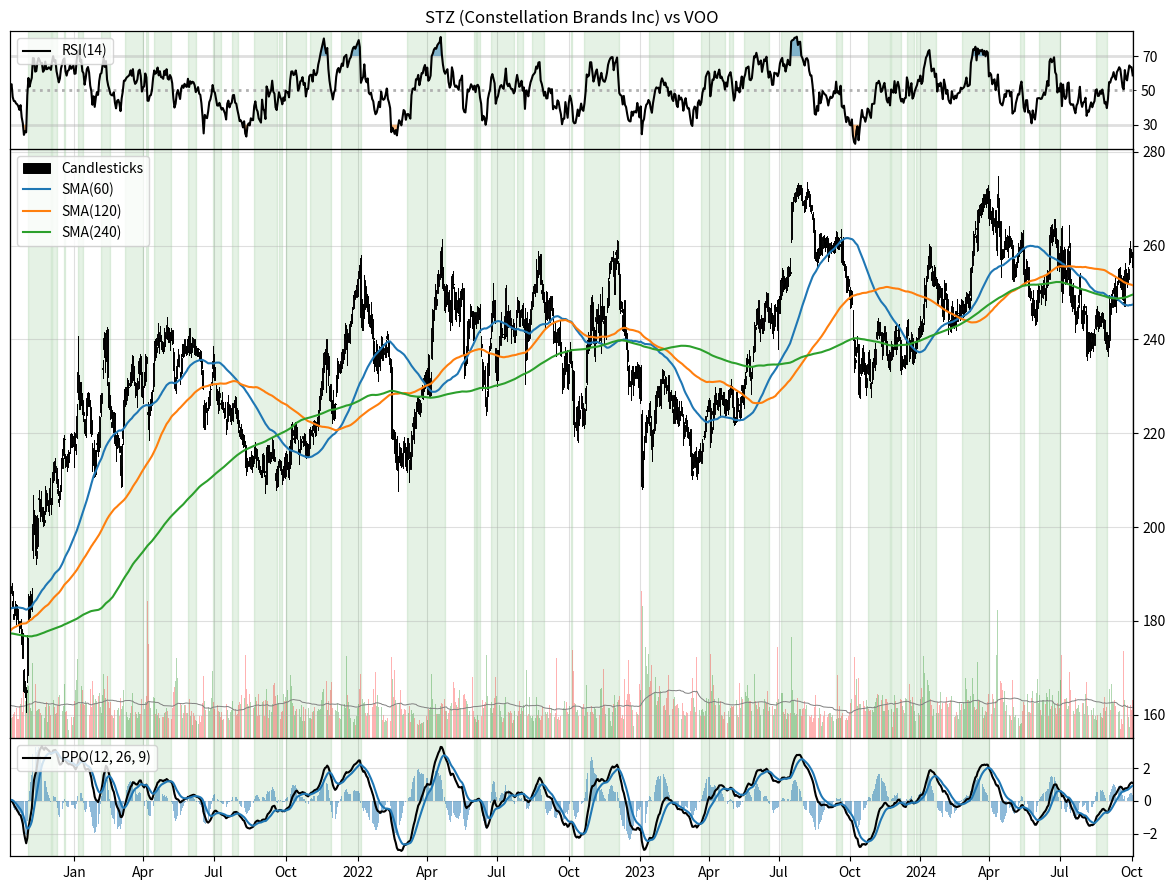 STZ (Constellation Brands Inc) vs VOO
RSI(14)
70
50
30
Candlesticks
SMA(60)
SMA(120)
SMA(240)
280
260
240
220
200
180
160
PPO(12, 26, 9)
2
0
−2
Jan Apr Jul Oct 2022 Apr Jul Oct 2023 Apr Jul Oct 2024 Apr Jul Oct